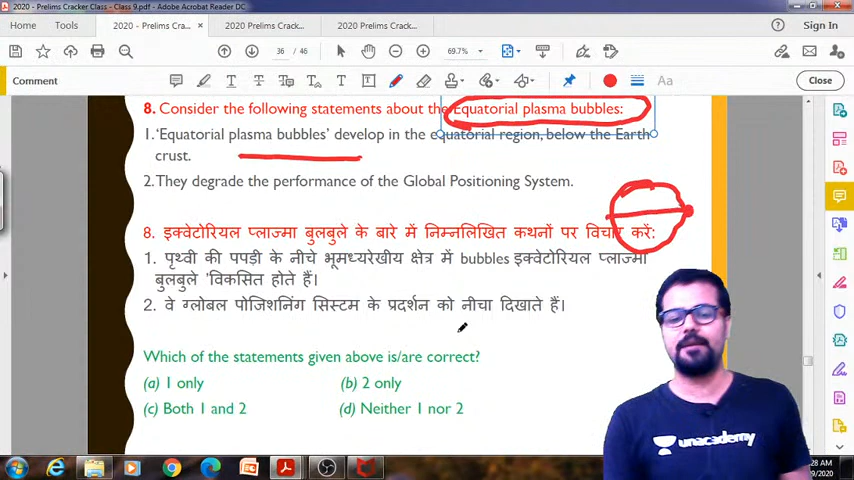 2020 - Prelims Cracker Class - Class 9.pdf - Adobe Acrobat Reader DC
Home Tools 2020 - Prelims Cra... × 2020 - Prelims Crack... 2020 - Prelims Crack... Sign In
36 / 46 69.7%
Comment T T T T Aa Close
8. Consider the following statements about the Equatorial plasma bubbles:
1.'Equatorial plasma bubbles' develop in the equatorial region, below the Earth
crust.
2.They degrade the performance of the Global Positioning System.
8. इक्वेटोरियल प्लाज्मा बुलबुले के बारे में निम्नलिखित कथनों पर विचार करें:
1. पृथ्वी की पपड़ी के नीचे भूमध्यरेखीय क्षेत्र में bubbles इक्वेटोरियल प्लाज्मा
बुलबुले 'विकसित होते हैं।
2. वे ग्लोबल पोजिशनिंग सिस्टम के प्रदर्शन को नीचा दिखाते हैं।
Which of the statements given above is/are correct?
(a) 1 only (b) 2 only
(c) Both 1 and 2 (d) Neither 1 nor 2
unacademy
:28 AM
/2020